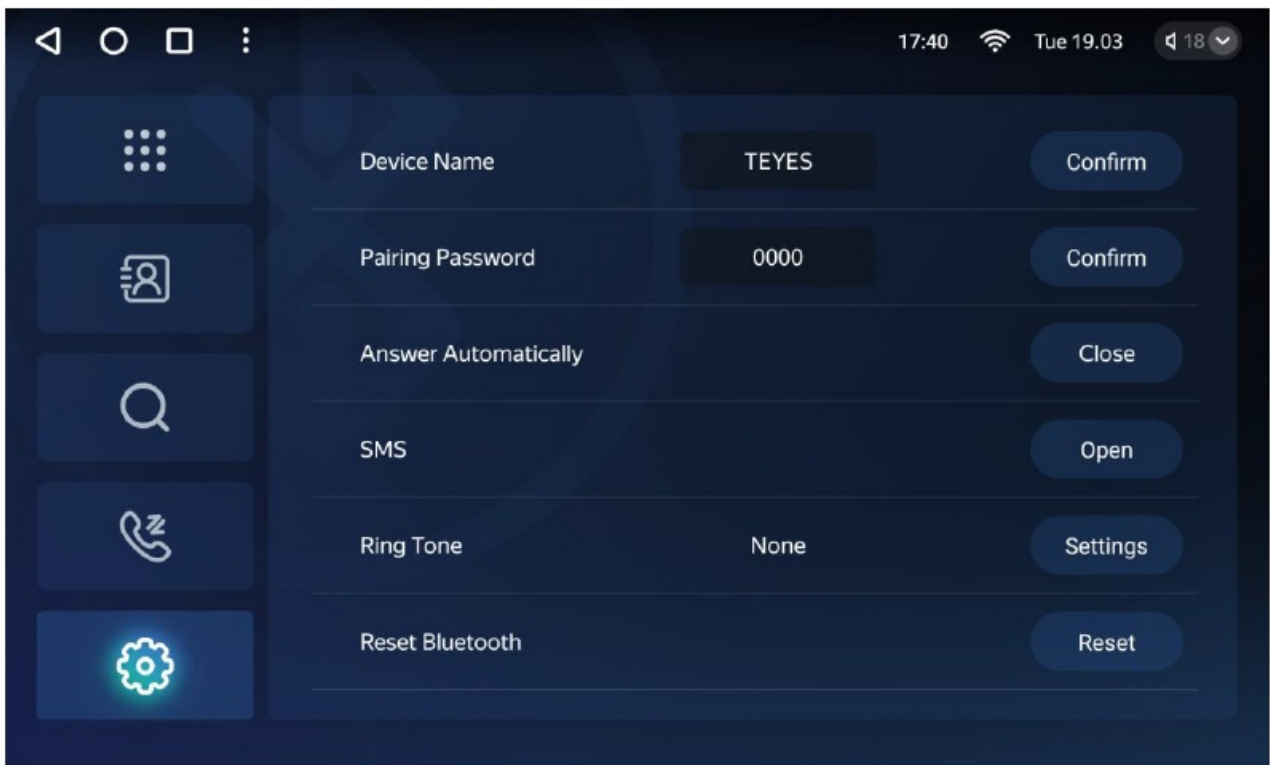 17:40 Tue 19.03 18
Device Name TEYES Confirm
Pairing Password 0000 Confirm
Answer Automatically Close
SMS Open
Ring Tone None Settings
Reset Bluetooth Reset